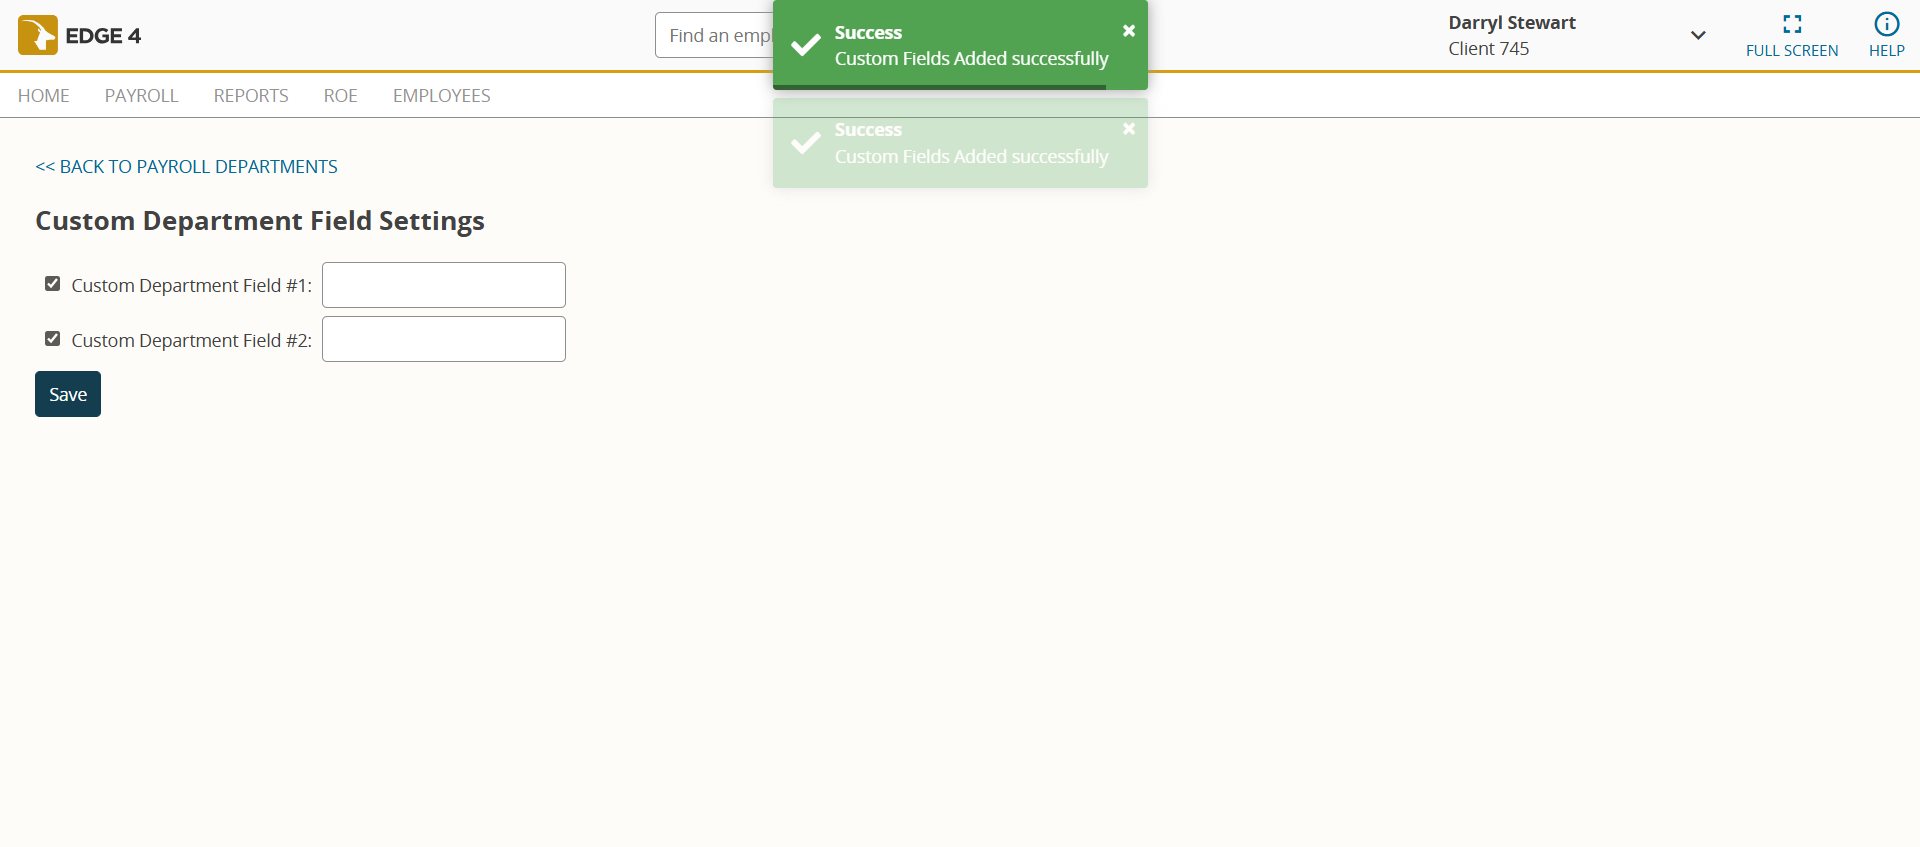 EDGE 4
Find an empl
Success
Custom Fields Added successfully
Darryl Stewart
Client 745
FULL SCREEN
HELP
HOME
PAYROLL
REPORTS
ROE
EMPLOYEES
Success
Custom Fields Added successfully
<< BACK TO PAYROLL DEPARTMENTS
Custom Department Field Settings
Custom Department Field #1:
Custom Department Field #2:
Save